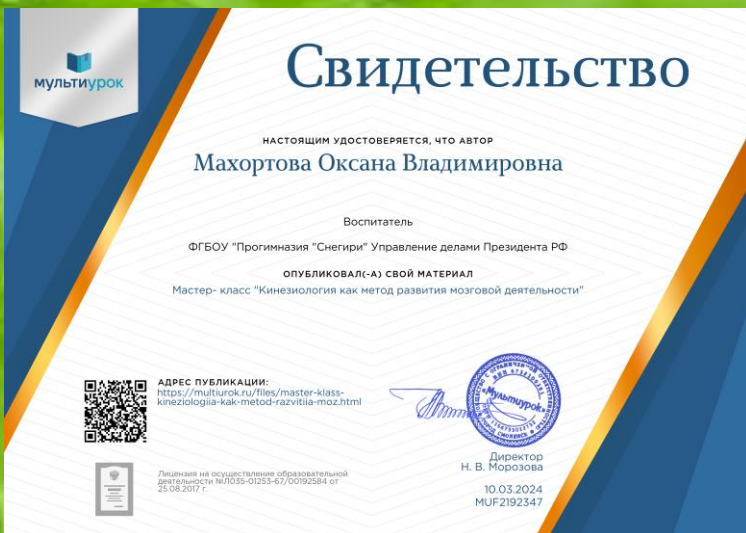 мультиурок
Свидетельство
НАСТОЯЩИМ УДОСТОВЕРЯЕТСЯ, ЧТО АВТОР
Махортова Оксана Владимировна
Воспитатель
ФГБОУ "Прогимназия "Снегири" Управление делами Президента РФ
ОПУБЛИКОВАЛ(-А) СВОЙ МАТЕРИАЛ
Мастер- класс "Кинезиология как метод развития мозговой деятельности"
АДРЕС ПУБЛИКАЦИИ:
https://multiurok.ru/files/master-klass-
kineziologiia-kak-metod-razvitiia-moz.html
Лицензия на осуществление образовательной
деятельности №Л035-01253-67/00192584 от
25.08.2017 г.
«Мультиурок»
ГОРОД СМОЛЕНСК
Директор
Н. В. Морозова
10.03.2024
MUF2192347